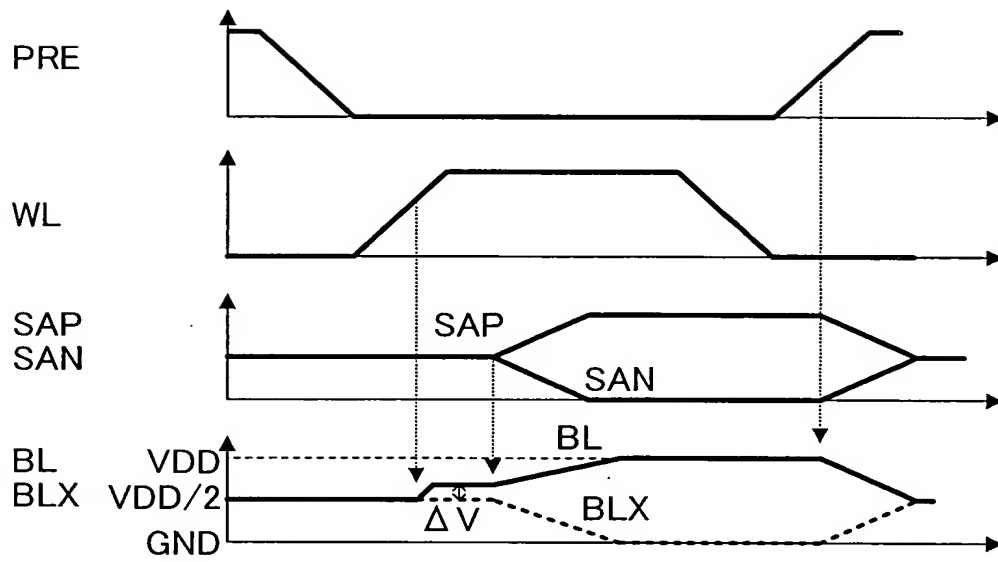 PRE
WL
SAP
SAN
SAP
SAN
BL
BLX
VDD
VDD/2
GND
BL
ΔV
BLX